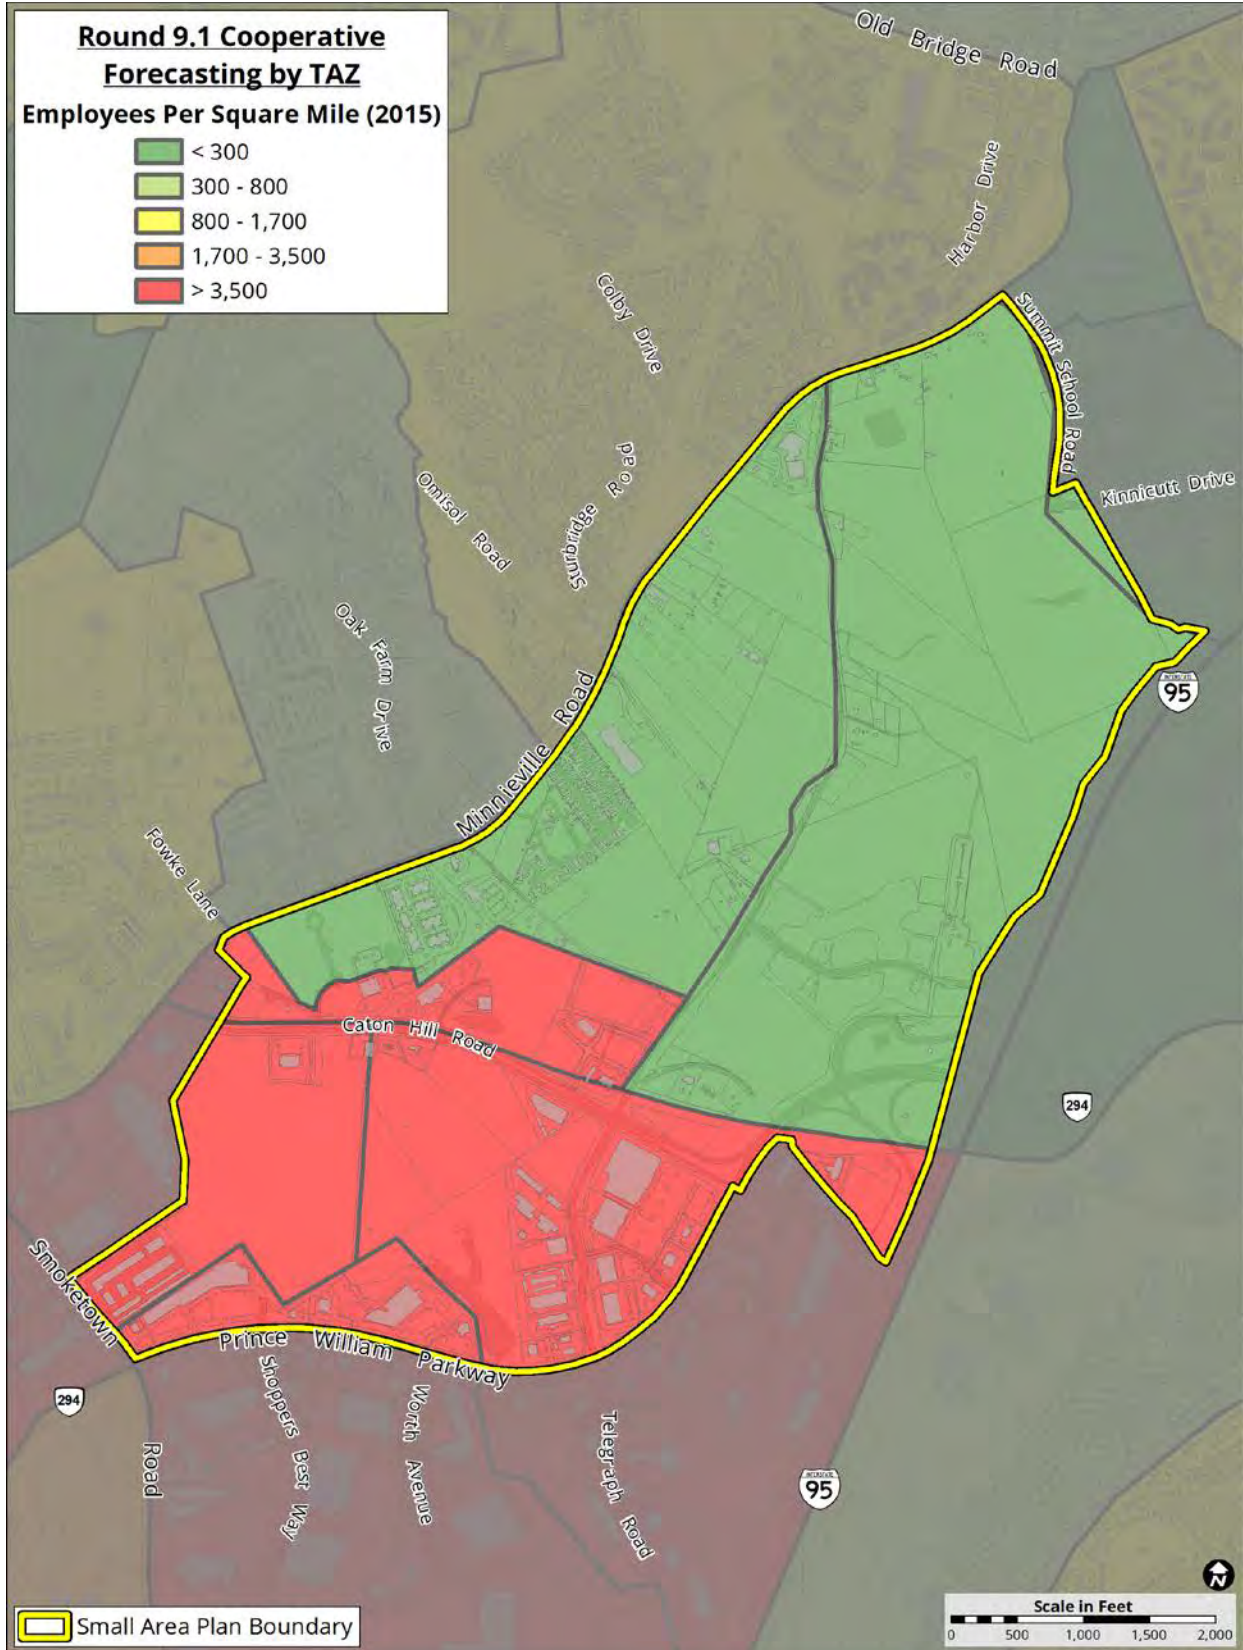 Round 9.1 Cooperative
Forecasting by TAZ
Employees Per Square Mile (2015)
< 300
300 - 800
800 - 1,700
1,700 - 3,500
> 3,500
Old Bridge Road
Harbor Drive
Summit School Road
Colby Drive
Kinnicutt Drive
Sturbridge Road
Omisol Road
Oak Farm Drive
INTERSTATE
95
Minnieville Road
Fowke Lane
Caton Hill Road
294
Smoketown
Road
Prince William Parkway
294
Shoppers Best Way
Worth Avenue
Telegraph Road
INTERSTATE
95
N
Small Area Plan Boundary
Scale in Feet
0 500 1,000 1,500 2,000